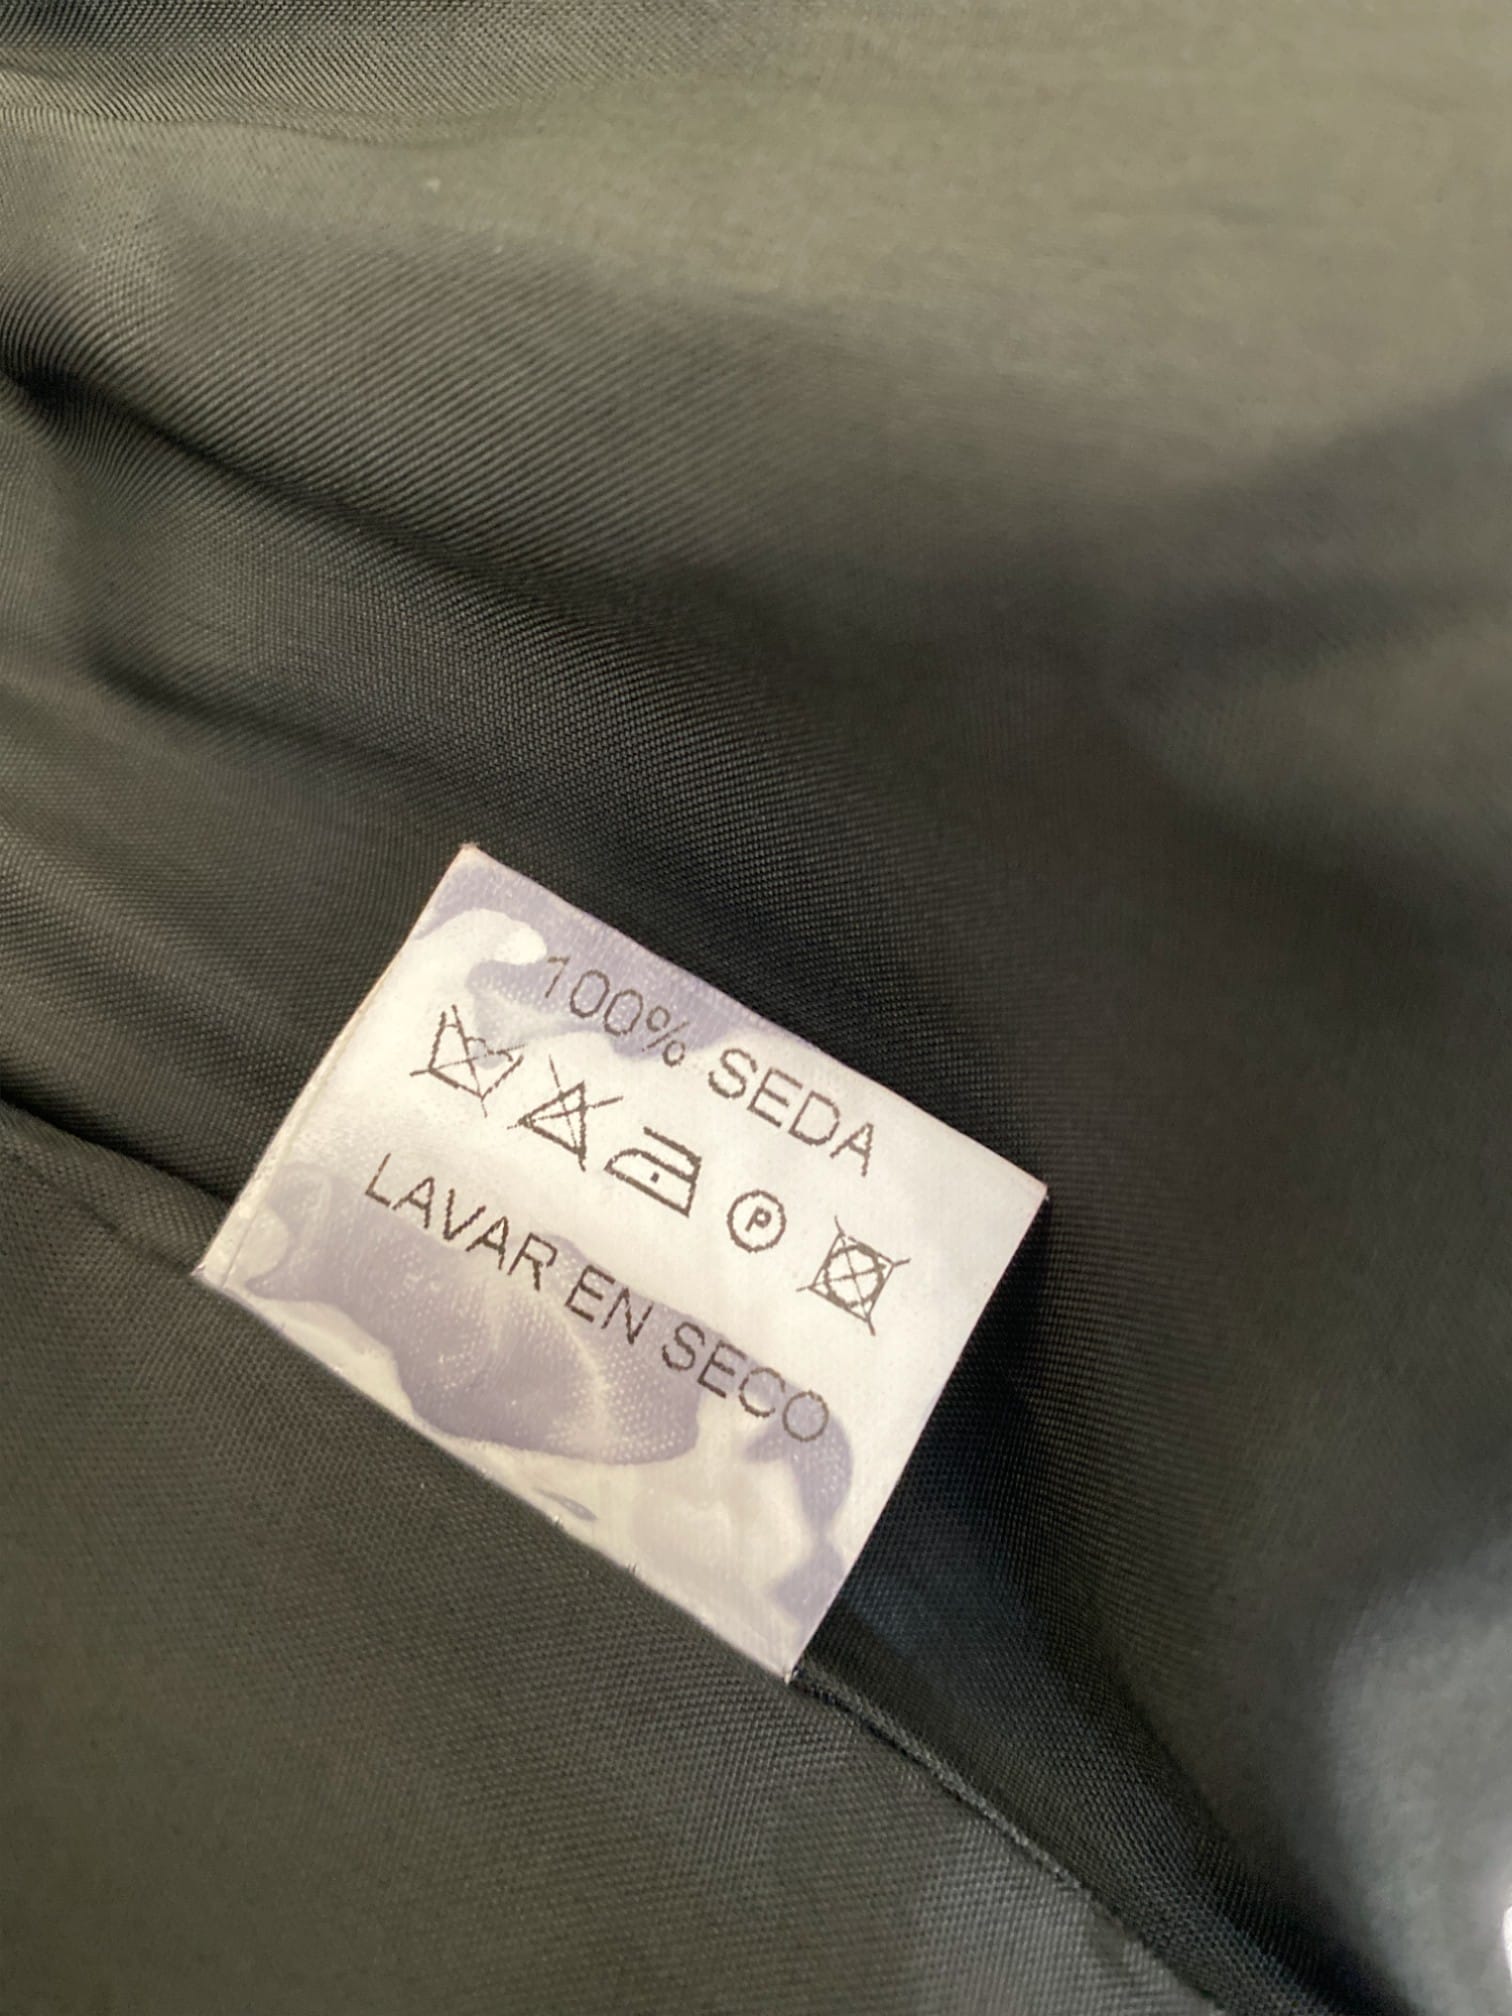 100% SEDA
P
LAVAR EN SECO